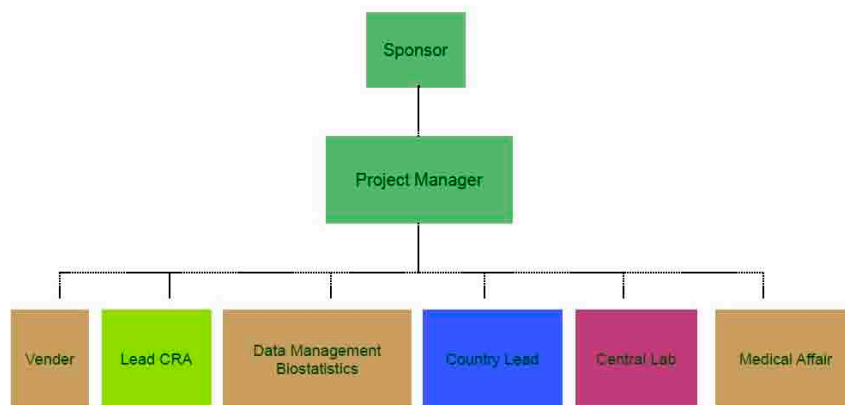 Sponsor
Project Manager
Vender
Lead CRA
Data Management
Biostatistics
Country Lead
Central Lab
Medical Affair